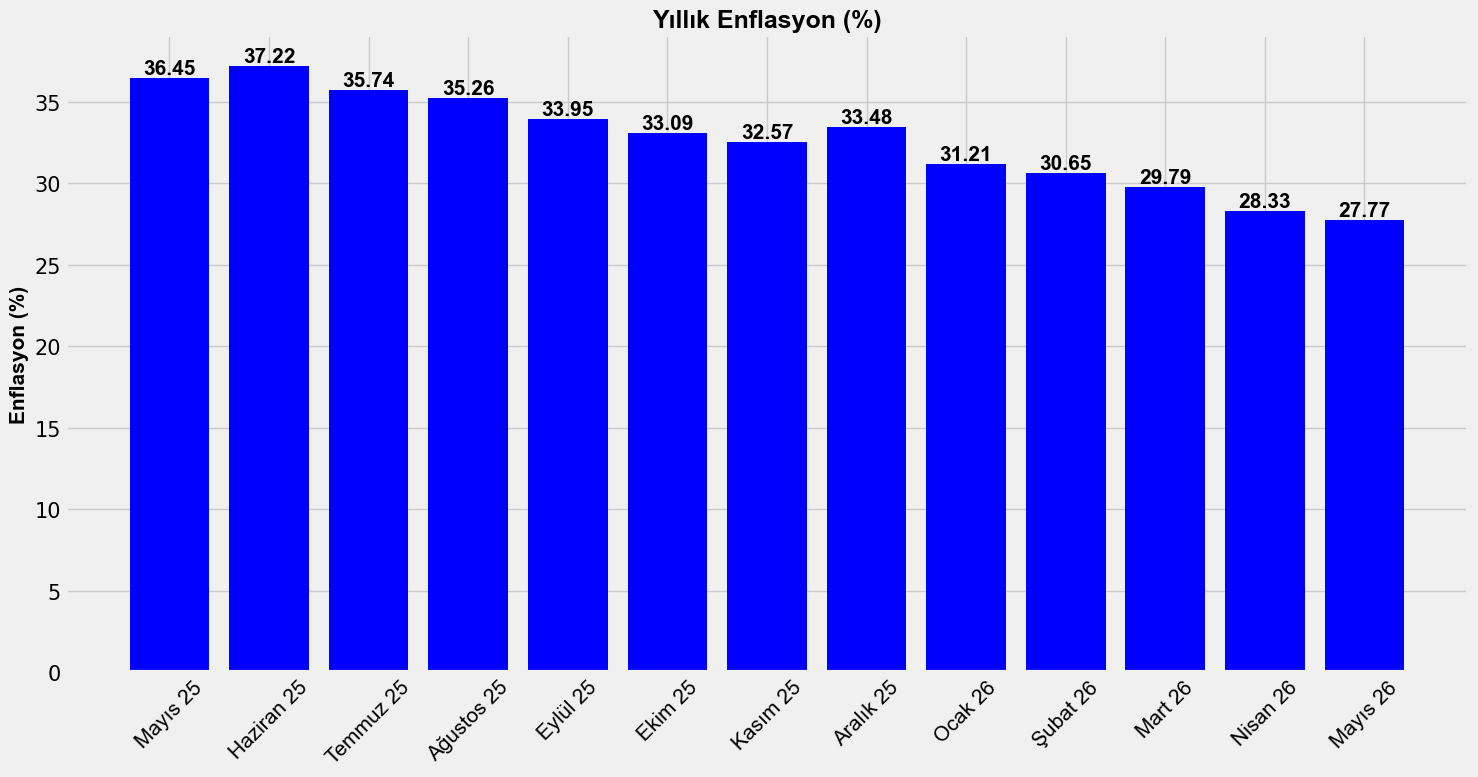 Yıllık Enflasyon (%)
Enflasyon (%)
35
30
25
20
15
10
5
0
36.45
37.22
35.74
35.26
33.95
33.09
32.57
33.48
31.21
30.65
29.79
28.33
27.77
Mayıs 25
Haziran 25
Temmuz 25
Ağustos 25
Eylül 25
Ekim 25
Kasım 25
Aralık 25
Ocak 26
Şubat 26
Mart 26
Nisan 26
Mayıs 26